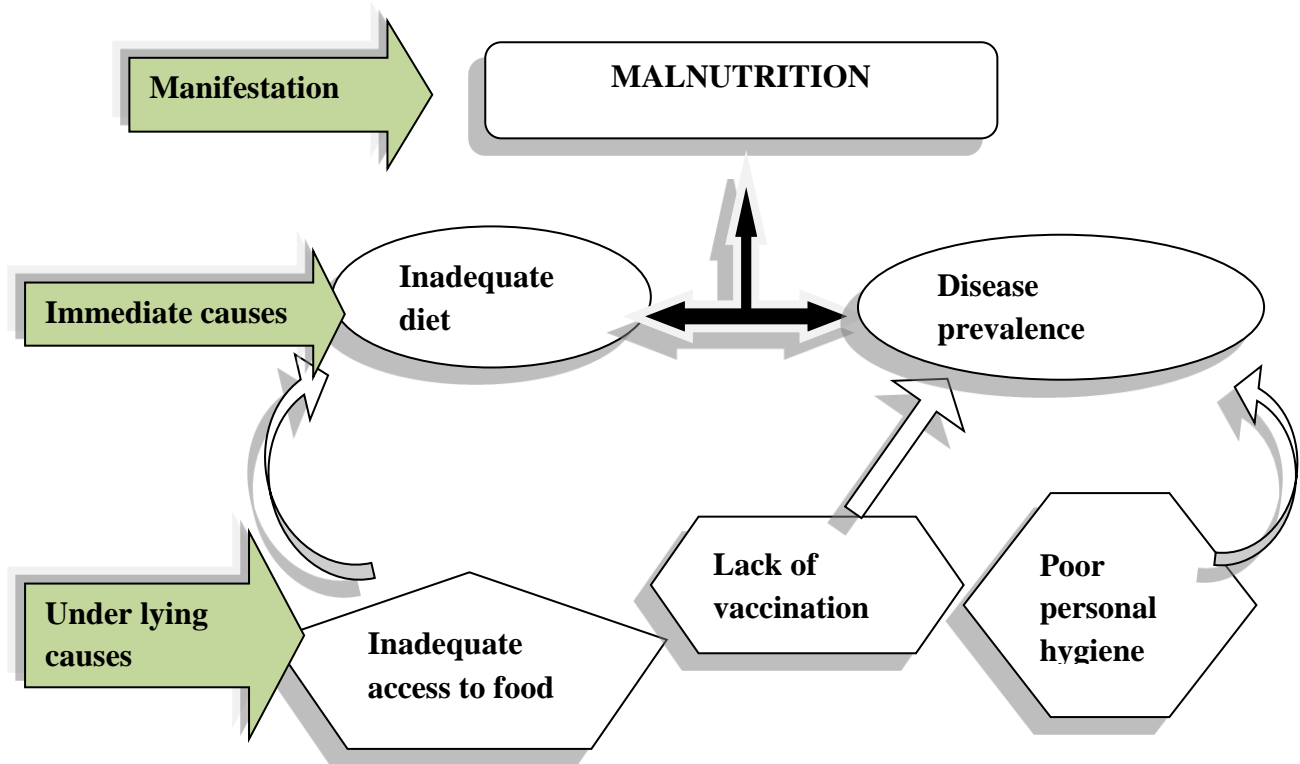 Manifestation
MALNUTRITION
Immediate causes
Inadequate
diet
Disease
prevalence
Under lying
causes
Inadequate
access to food
Lack of
vaccination
Poor
personal
hygiene